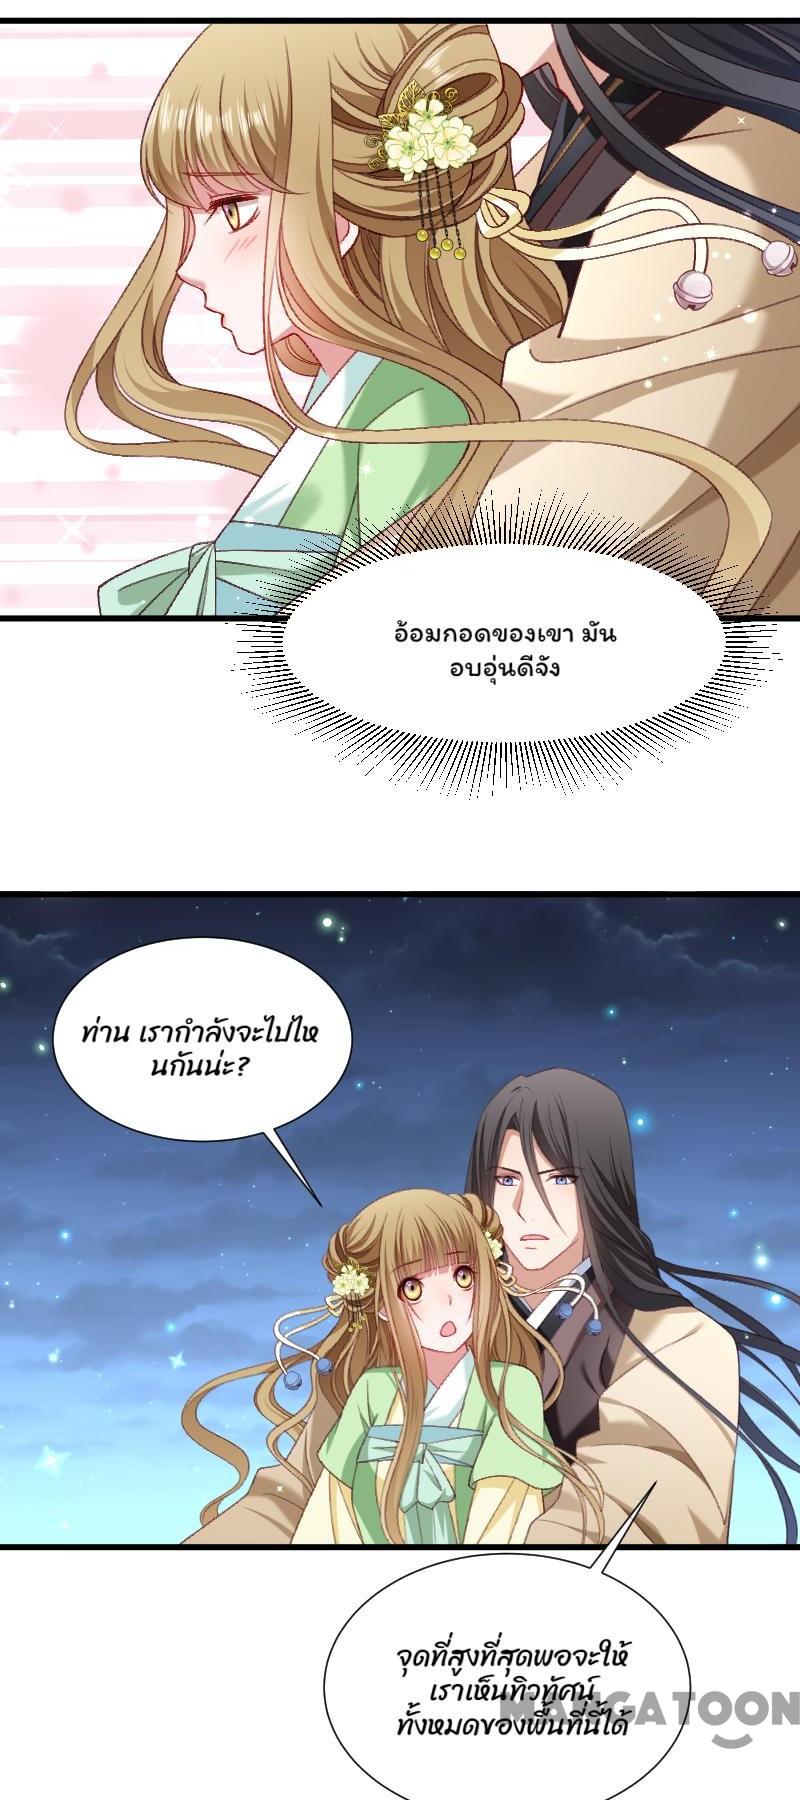 อ้อมกอดของเขา มัน
อบอุ่นดีจัง
ท่าน เรากำลังจะไปไห
นกันน่ะ?
จุดที่สูงที่สุดพอจะให้
เราเห็นทิวทัศน์
ทั้งหมดของพื้นที่นี้ได้
MANGATOON